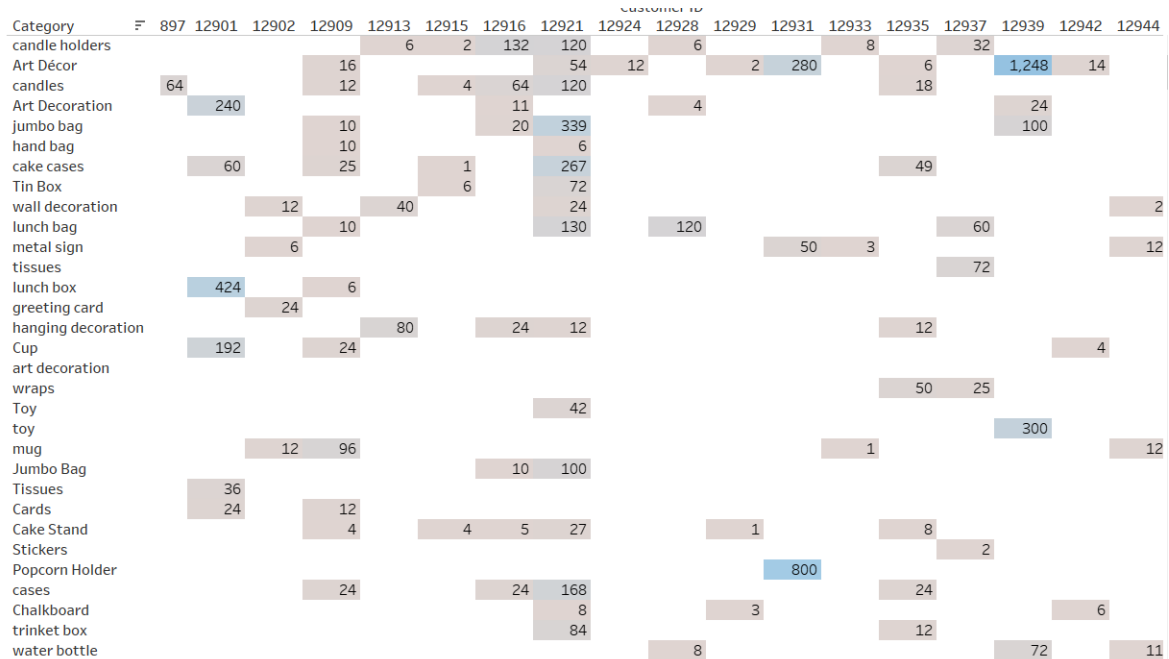 Customer ID
Category 897 12901 12902 12909 12913 12915 12916 12921 12924 12928 12929 12931 12933 12935 12937 12939 12942 12944
candle holders 6 2 132 120 6 8 32
Art Décor 16 54 12 2 280 6 1,248 14
candles 64 12 4 64 120 18
Art Decoration 240 11 4 24
jumbo bag 10 20 339 100
hand bag 10 6
cake cases 60 25 1 267 49
Tin Box 6 72
wall decoration 12 40 24 2
lunch bag 10 130 120 60
metal sign 6 50 3 12
tissues 72
lunch box 424 6
greeting card 24
hanging decoration 80 24 12 12
Cup 192 24 4
art decoration
wraps 50 25
Toy 42
toy 300
mug 12 96 1 12
Jumbo Bag 10 100
Tissues 36
Cards 24 12
Cake Stand 4 4 5 27 1 8
Stickers 2
Popcorn Holder 800
cases 24 24 168 24
Chalkboard 8 3 6
trinket box 84 12
water bottle 8 72 11